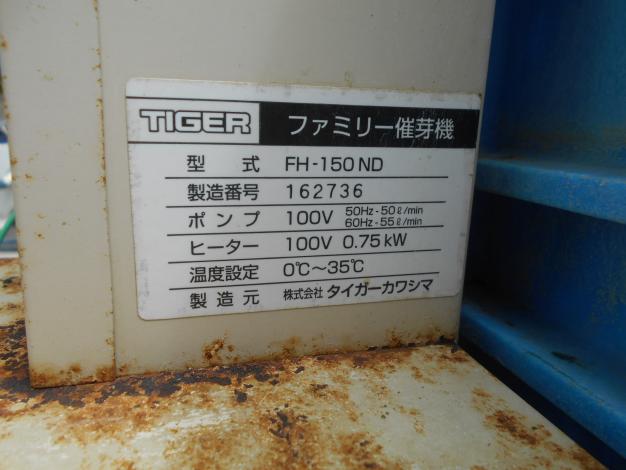 TIGER ファミリー催芽機
型式 FH-150ND
製造番号 162736
ポンプ 100V 50Hz-50ℓ/min
60Hz-55ℓ/min
ヒーター 100V 0.75kW
温度設定 0℃～35℃
製造元 株式会社 タイガーカワシマ